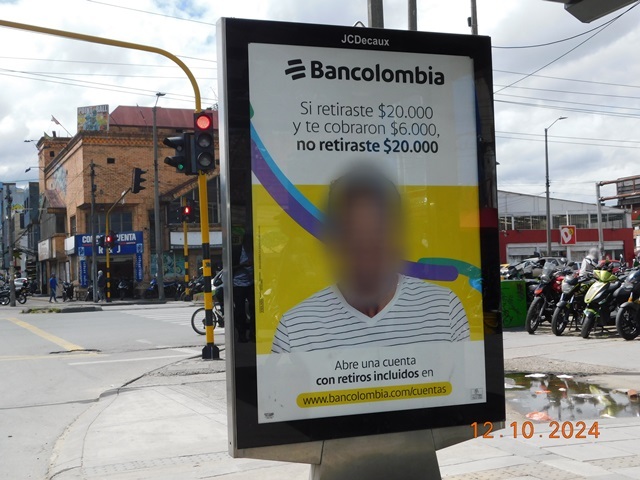 JCDecaux
Bancolombia
Si retiraste $20.000
y te cobraron $6.000,
no retiraste $20.000
Abre una cuenta
con retiros incluidos en
www.bancolombia.com/cuentas
12.10.2024